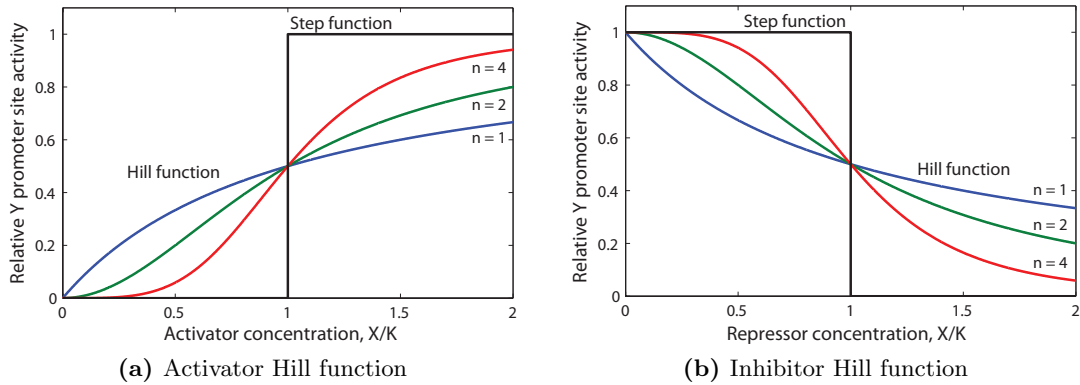 Relative Y promoter site activity
1
0.8
0.6
0.4
0.2
0
Step function
n = 4
n = 2
n = 1
Hill function
0
0.5
1
1.5
2
Activator concentration, X/K
(a) Activator Hill function
Relative Y promoter site activity
1
0.8
0.6
0.4
0.2
0
Step function
Hill function
n = 1
n = 2
n = 4
0
0.5
1
1.5
2
Repressor concentration, X/K
(b) Inhibitor Hill function